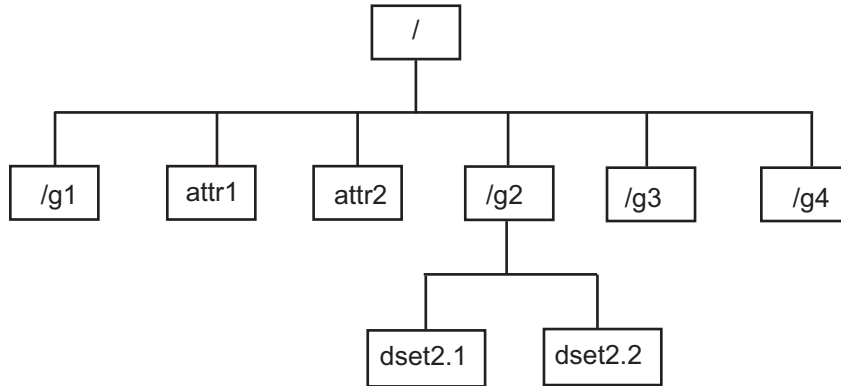 /
/g1
attr1
attr2
/g2
/g3
/g4
dset2.1
dset2.2